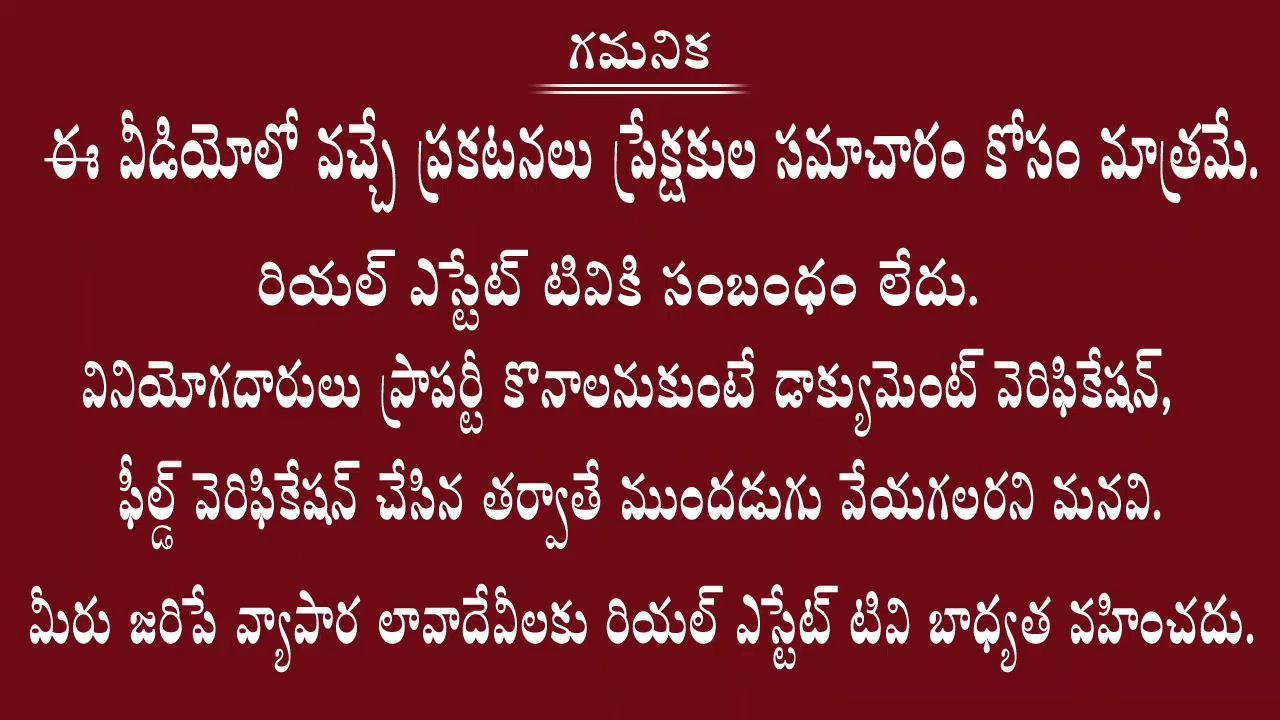 గమనిక
ఈ వీడియోలో వచ్చే ప్రకటనలు ప్రేక్షకుల సమాచారం కోసం మాత్రమే.
రియల్ ఎస్టేట్ టివికి సంబంధం లేదు.
వినియోగదారులు ప్రాపర్టీ కొనాలనుకుంటే డాక్యుమెంట్ వెరిఫికేషన్,
ఫీల్డ్ వెరిఫికేషన్ చేసిన తర్వాతే ముందడుగు వేయగలరని మనవి.
మీరు జరిపే వ్యాపార లావాదేవీలకు రియల్ ఎస్టేట్ టివి బాధ్యత వహించదు.